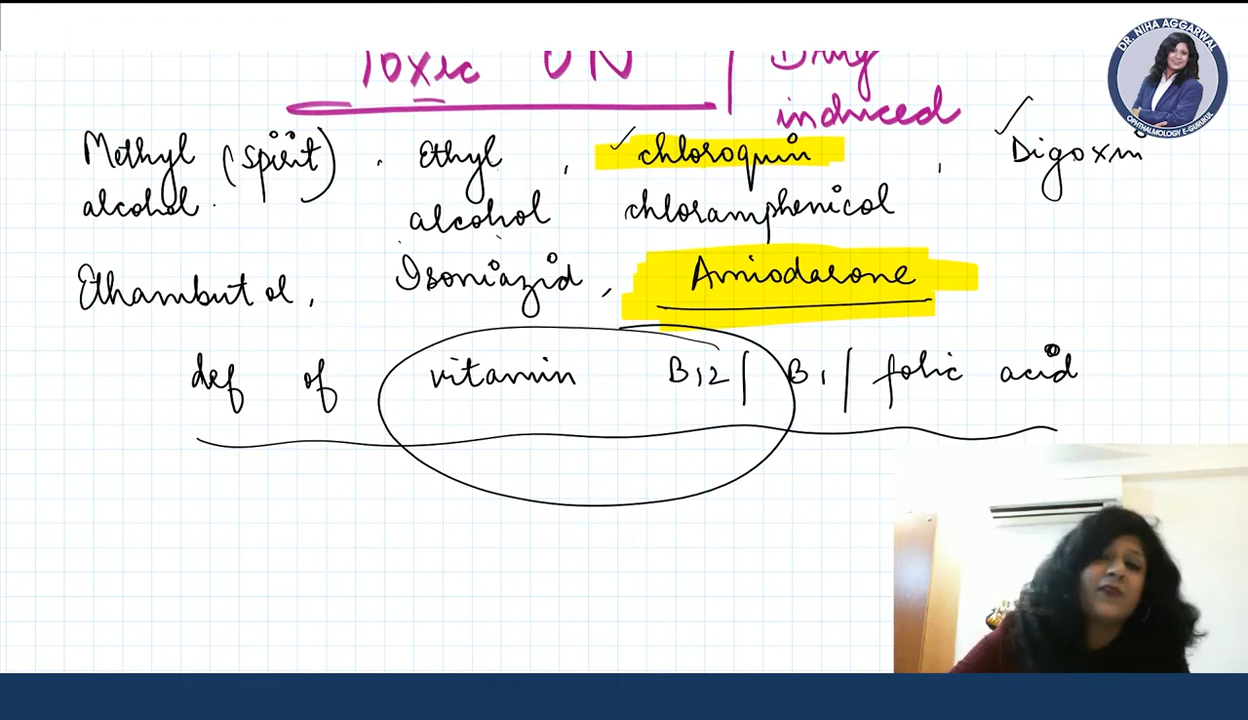 DR. NIHA AGGARWAL
OPHTHALMOLOGY E-GURUKUL
Toxic ON | Drug
induced
Methyl (spirit) , Ethyl , chloroquin , Digoxin
alcohol. alcohol chloramphenicol
Ethambutol, Isoniazid, Amiodarone
def of vitamin B12 | B1 | folic acid